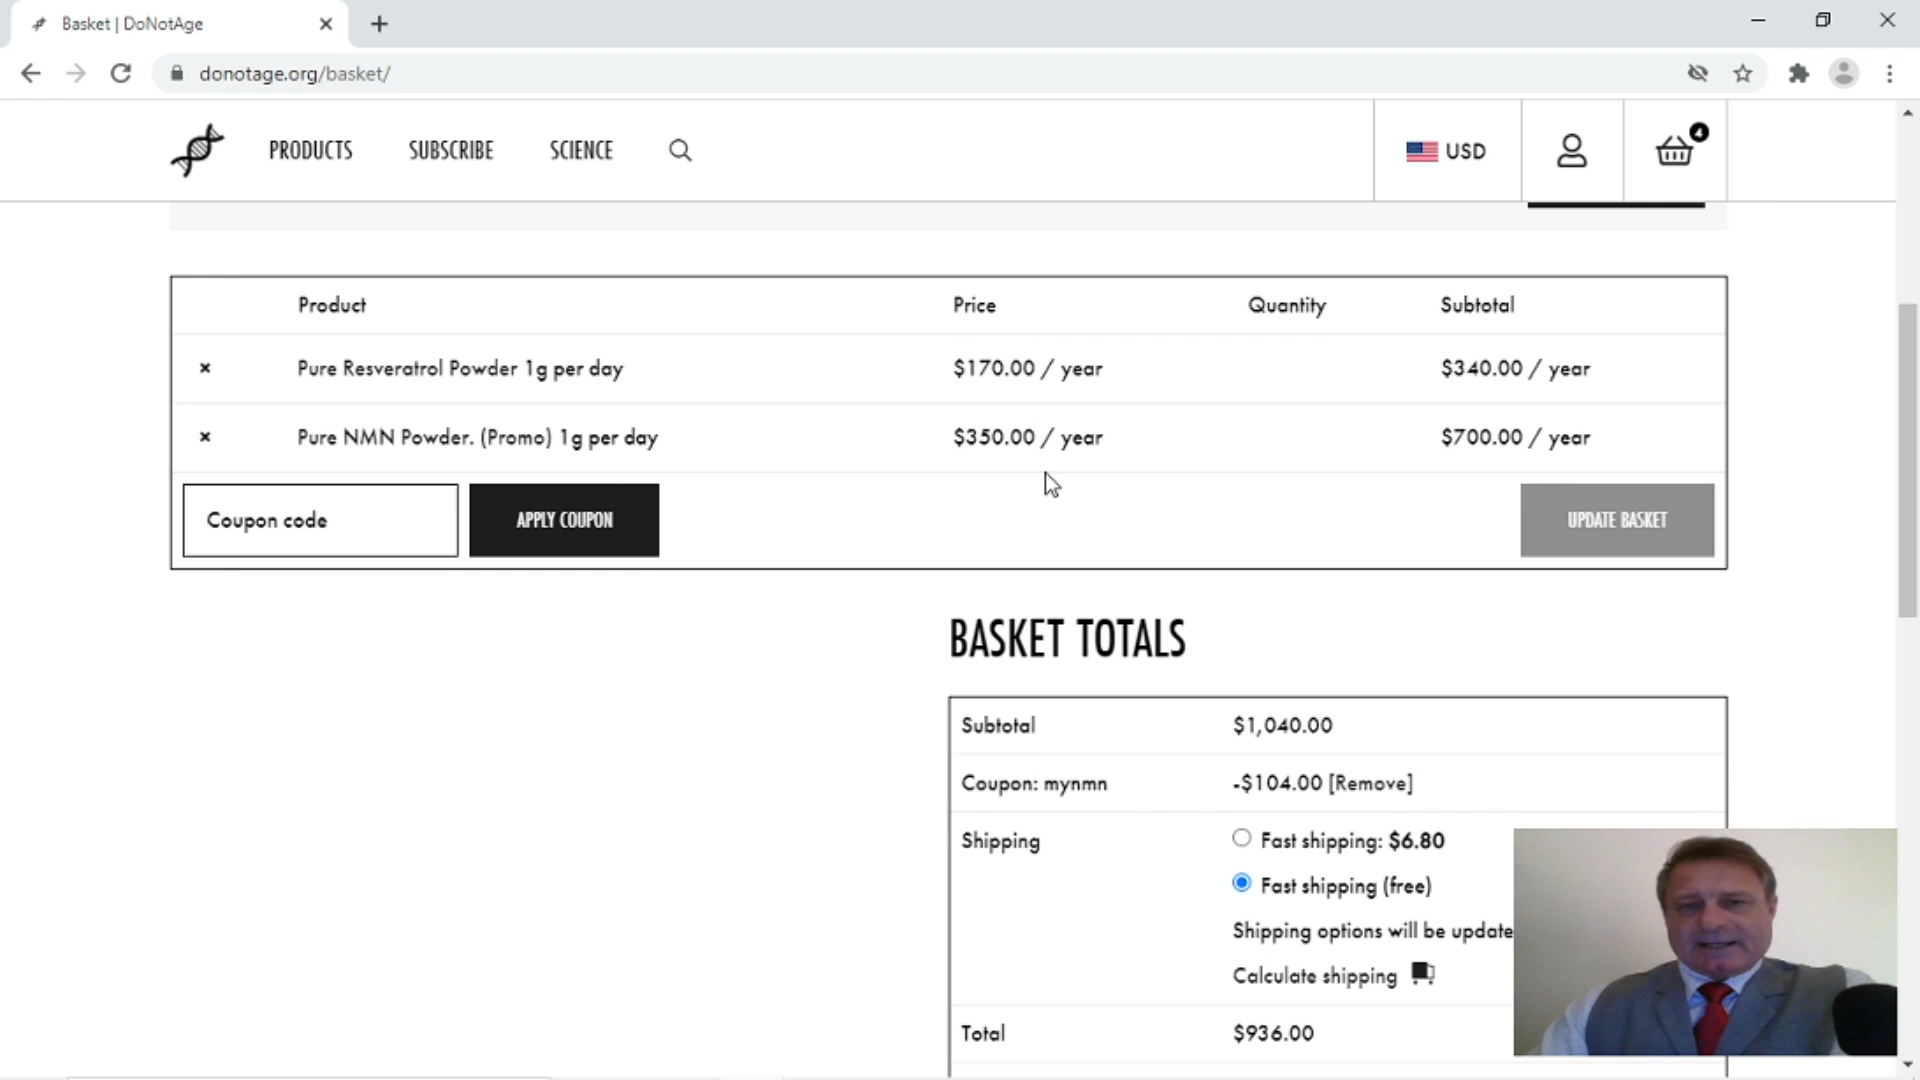 Basket | DoNotAge
donotage.org/basket/
PRODUCTS SUBSCRIBE SCIENCE USD 4
Product Price Quantity Subtotal
× Pure Resveratrol Powder 1g per day $170.00 / year $340.00 / year
× Pure NMN Powder. (Promo) 1g per day $350.00 / year $700.00 / year
Coupon code APPLY COUPON UPDATE BASKET
BASKET TOTALS
Subtotal $1,040.00
Coupon: mynmn -$104.00 [Remove]
Shipping Fast shipping: $6.80
Fast shipping (free)
Shipping options will be update
Calculate shipping
Total $936.00